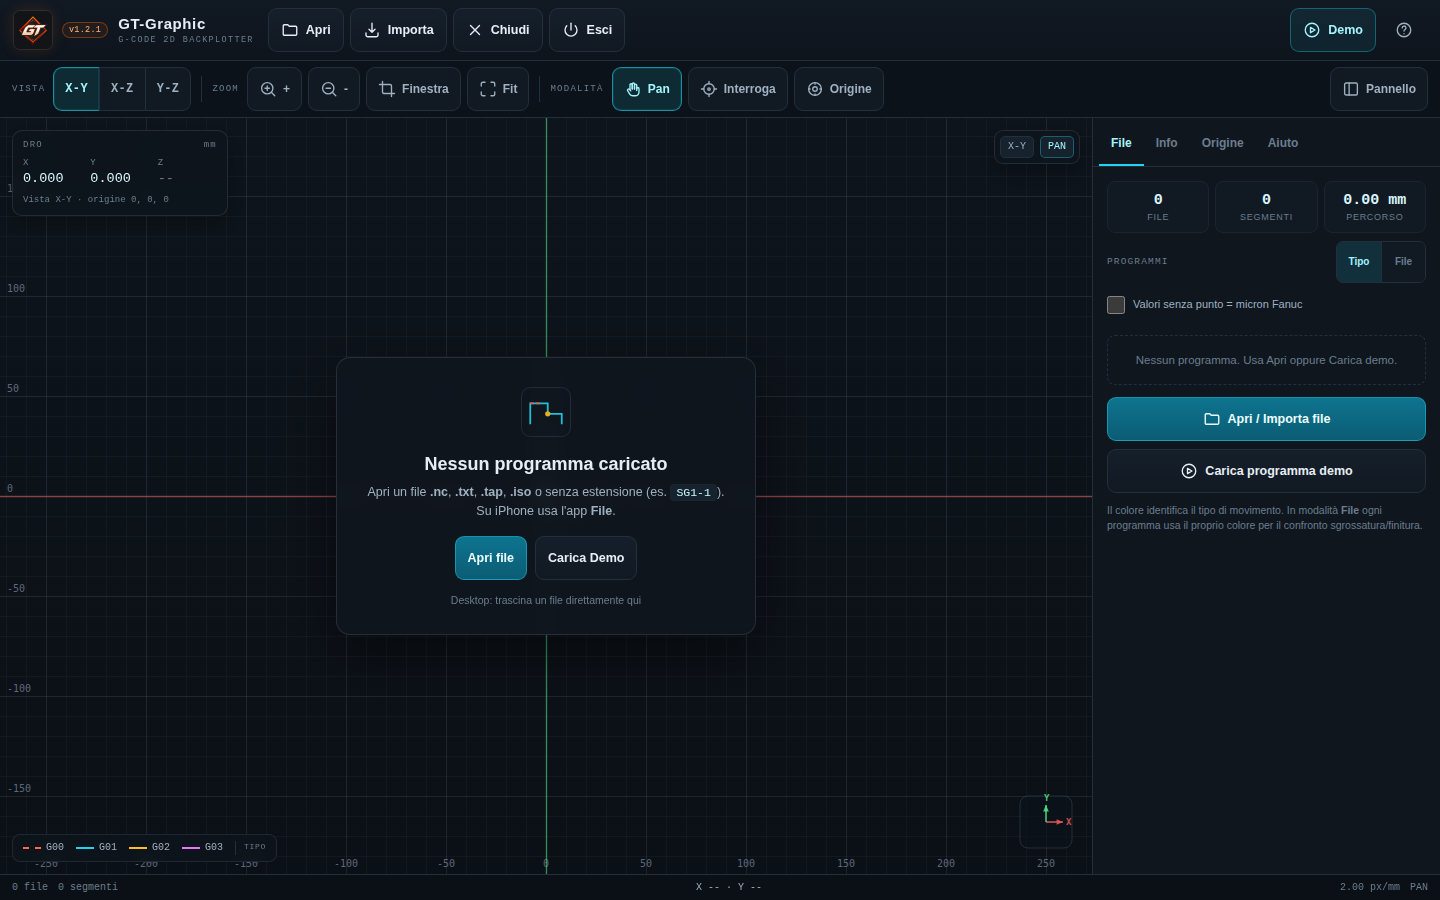 GT
v1.2.1
GT-Graphic
G-CODE 2D BACKPLOTTER
Apri
Importa
Chiudi
Esci
Demo
VISTA
X-Y
X-Z
Y-Z
ZOOM
+
-
Finestra
Fit
MODALITÀ
Pan
Interroga
Origine
Pannello
DRO mm
X Y Z
0.000 0.000 --
Vista X-Y · origine 0, 0, 0
X-Y
PAN
100
50
0
-50
-100
-150
Nessun programma caricato
Apri un file .nc, .txt, .tap, .iso o senza estensione (es. SG1-1 ).
Su iPhone usa l'app File.
Apri file
Carica Demo
Desktop: trascina un file direttamente qui
Y
X
G00
G01
G02
G03
TIPO
-250 -200 -150 -100 -50 0 50 100 150 200 250
File
Info
Origine
Aiuto
0
FILE
0
SEGMENTI
0.00 mm
PERCORSO
PROGRAMMI
Tipo
File
Valori senza punto = micron Fanuc
Nessun programma. Usa Apri oppure Carica demo.
Apri / Importa file
Carica programma demo
Il colore identifica il tipo di movimento. In modalità File ogni
programma usa il proprio colore per il confronto sgrossatura/finitura.
0 file 0 segmenti
X -- · Y --
2.00 px/mm PAN